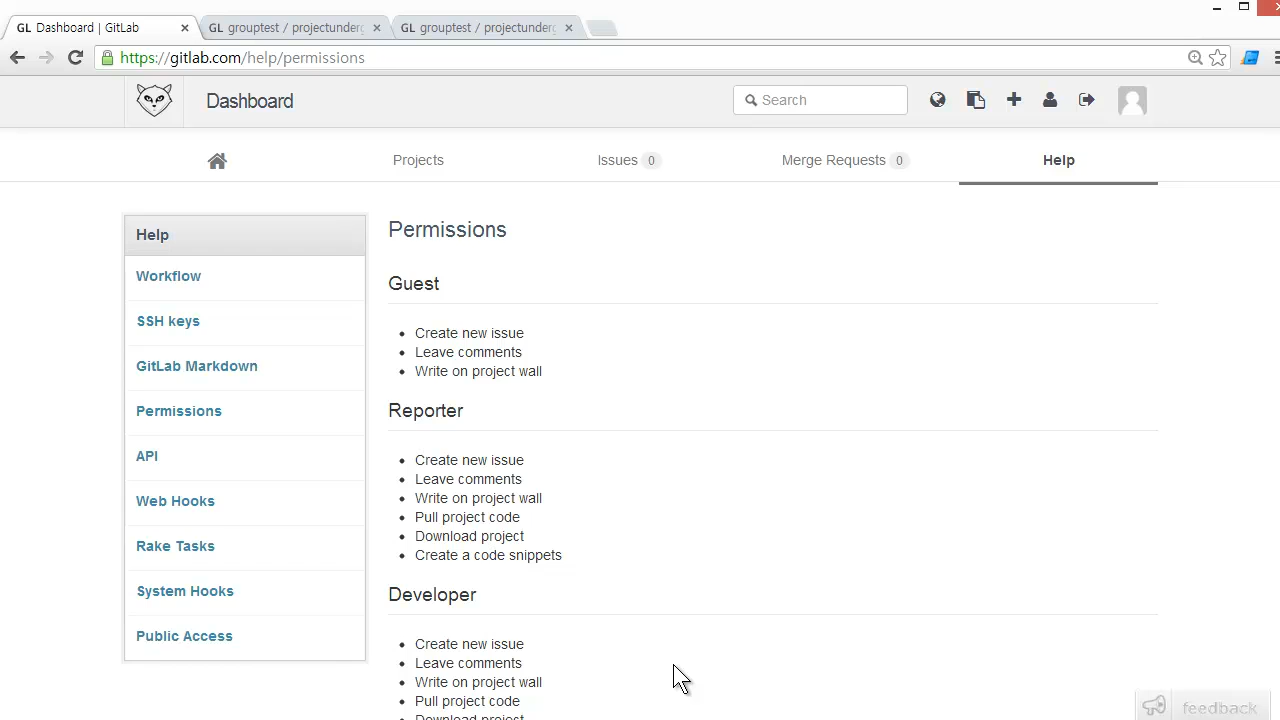 GL Dashboard | GitLab
GL grouptest / projectunder
GL grouptest / projectunder
https://gitlab.com/help/permissions
Dashboard
Search
Projects
Issues 0
Merge Requests 0
Help
Help
Workflow
SSH keys
GitLab Markdown
Permissions
API
Web Hooks
Rake Tasks
System Hooks
Public Access
Permissions
Guest
Create new issue
Leave comments
Write on project wall
Reporter
Create new issue
Leave comments
Write on project wall
Pull project code
Download project
Create a code snippets
Developer
Create new issue
Leave comments
Write on project wall
Pull project code
Download project
feedback